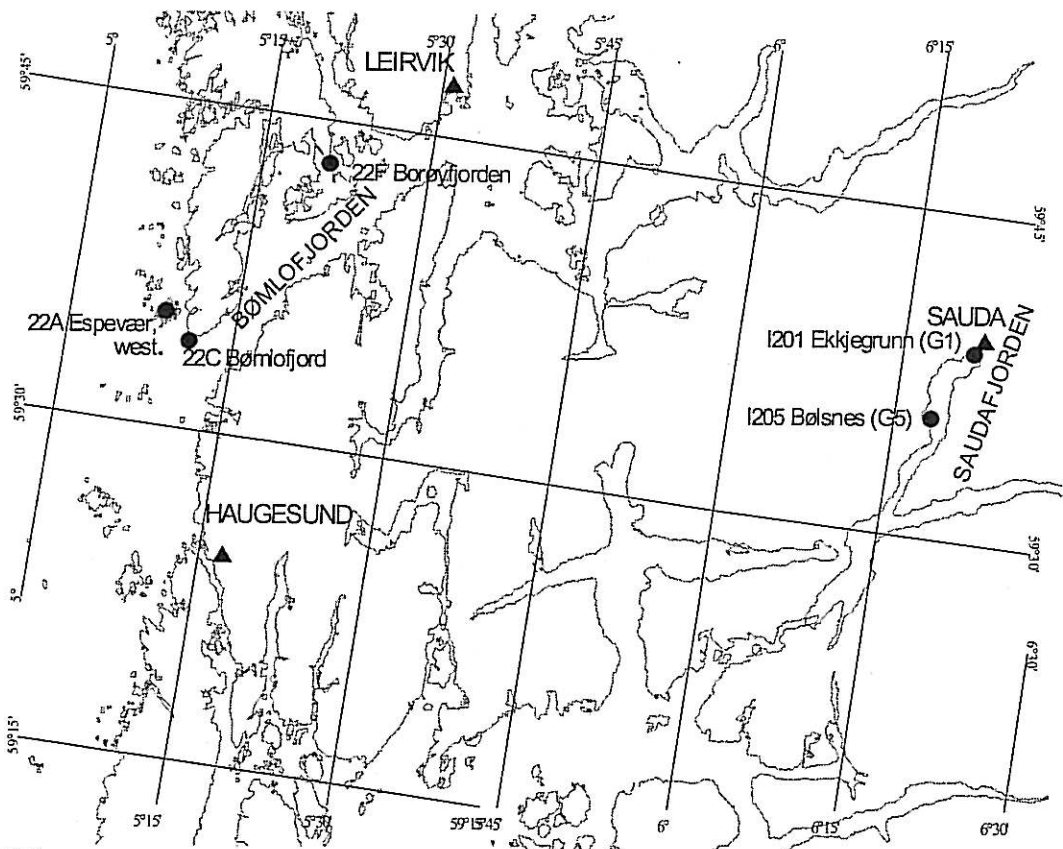 5°
5°15'
5°30'
5°45'
6°
6°15'
59°45'
LEIRVIK
22F Borøyfjorden
BØMLOFJORDEN
59°45'
22A Espevær,
west.
22C Bømlofjord
SAUDA
I201 Ekkjegrunn (G1)
I205 Bølsnes (G5)
SAUDAFJORDEN
59°30'
HAUGESUND
59°30'
5°
6°30'
59°15'
5°15'
5°30'
59°15'
5°45'
6°
6°15'
6°30'